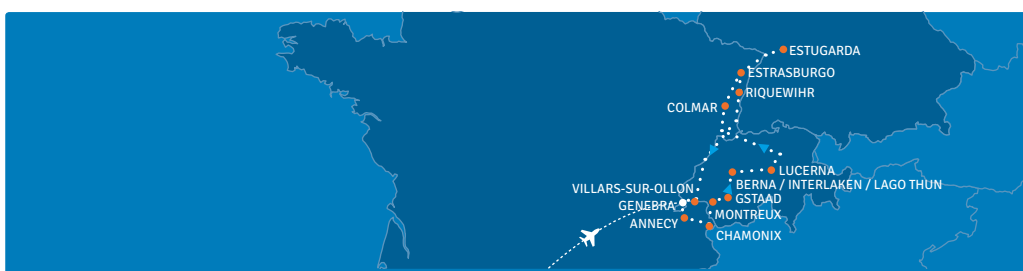 ESTUGARDA
ESTRASBURGO
RIQUEWIHR
COLMAR
LUCERNA
BERNA / INTERLAKEN / LAGO THUN
VILLARS-SUR-OLLON
GSTAAD
GENEBRA
MONTREUX
ANNECY
CHAMONIX